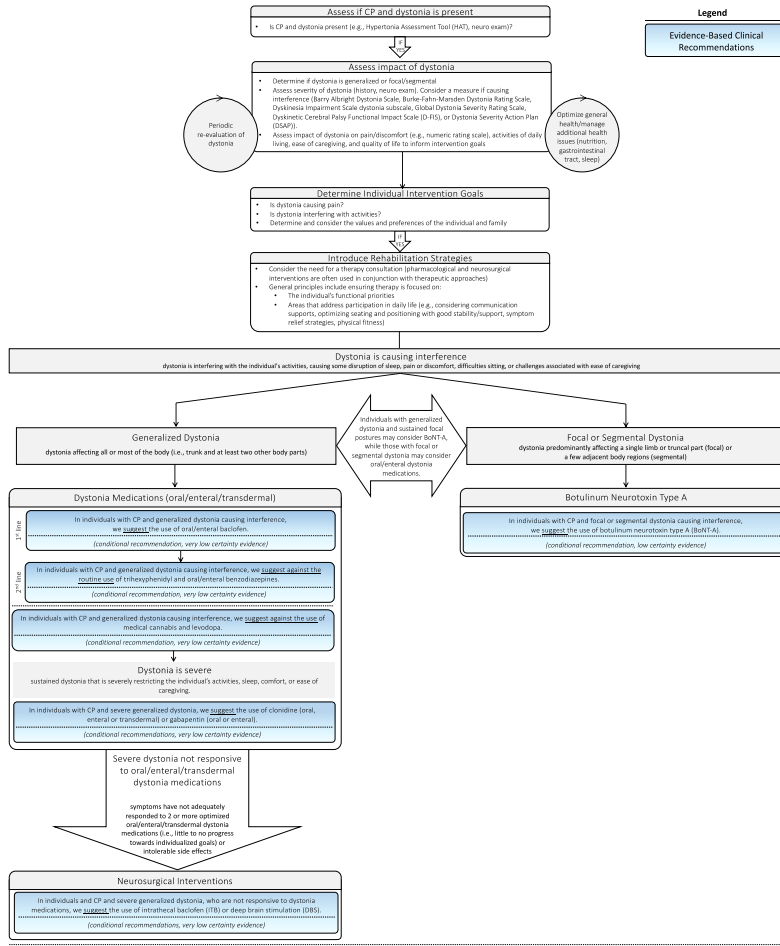 Assess if CP and dystonia is present
• Is CP and dystonia present (e.g., Hypertonia Assessment Tool (HAT), neuro exam)?
Legend
Evidence-Based Clinical
Recommendations
IF
YES
Assess impact of dystonia
• Determine if dystonia is generalized or focal/segmental
• Assess severity of dystonia (history, neuro exam). Consider a measure if causing
interference (Barry Albright Dystonia Scale, Burke-Fahn-Marsden Dystonia Rating Scale,
Dyskinesia Impairment Scale dystonia subscale, Global Dystonia Severity Rating Scale,
Dyskinetic Cerebral Palsy Functional Impact Scale (D-FIS), or Dystonia Severity Action Plan
(DSAP)).
• Assess impact of dystonia on pain/discomfort (e.g., numeric rating scale), activities of daily
living, ease of caregiving, and quality of life to inform intervention goals
Periodic
re-evaluation of
dystonia
Optimize general
health/manage
additional health
issues (nutrition,
gastrointestinal
tract, sleep)
Determine Individual Intervention Goals
• Is dystonia causing pain?
• Is dystonia interfering with activities?
• Determine and consider the values and preferences of the individual and family
IF
YES
Introduce Rehabilitation Strategies
• Consider the need for a therapy consultation (pharmacological and neurosurgical
interventions are often used in conjunction with therapeutic approaches)
• General principles include ensuring therapy is focused on:
• The individual's functional priorities
• Areas that address participation in daily life (e.g., considering communication
supports, optimizing seating and positioning with good stability/support, symptom
relief strategies, physical fitness)
Dystonia is causing interference
dystonia is interfering with the individual's activities, causing some disruption of sleep, pain or discomfort, difficulties sitting, or challenges associated with ease of caregiving
Generalized Dystonia
dystonia affecting all or most of the body (i.e., trunk and at least two other body parts)
Individuals with generalized
dystonia and sustained focal
postures may consider BoNT-A,
while those with focal or
segmental dystonia may consider
oral/enteral dystonia
medications.
Focal or Segmental Dystonia
dystonia predominantly affecting a single limb or truncal part (focal) or
a few adjacent body regions (segmental)
Dystonia Medications (oral/enteral/transdermal)
1st line
In individuals with CP and generalized dystonia causing interference,
we suggest the use of oral/enteral baclofen.
(conditional recommendation, very low certainty evidence)
2nd line
In individuals with CP and generalized dystonia causing interference, we suggest against the
routine use of trihexyphenidyl and oral/enteral benzodiazepines.
(conditional recommendation, very low certainty evidence)
In individuals with CP and generalized dystonia causing interference, we suggest against the use of
medical cannabis and levodopa.
(conditional recommendation, very low certainty evidence)
Dystonia is severe
sustained dystonia that is severely restricting the individual's activities, sleep, comfort, or ease of
caregiving.
In individuals with CP and severe generalized dystonia, we suggest the use of clonidine (oral,
enteral or transdermal) or gabapentin (oral or enteral).
(conditional recommendations, very low certainty evidence)
Botulinum Neurotoxin Type A
In individuals with CP and focal or segmental dystonia causing interference,
we suggest the use of botulinum neurotoxin type A (BoNT-A).
(conditional recommendation, low certainty evidence)
Severe dystonia not responsive
to oral/enteral/transdermal
dystonia medications
symptoms have not adequately
responded to 2 or more optimized
oral/enteral/transdermal dystonia
medications (i.e., little to no progress
towards individualized goals) or
intolerable side effects
Neurosurgical Interventions
In individuals and CP and severe generalized dystonia, who are not responsive to dystonia
medications, we suggest the use of intrathecal baclofen (ITB) or deep brain stimulation (DBS).
(conditional recommendations, very low certainty evidence)